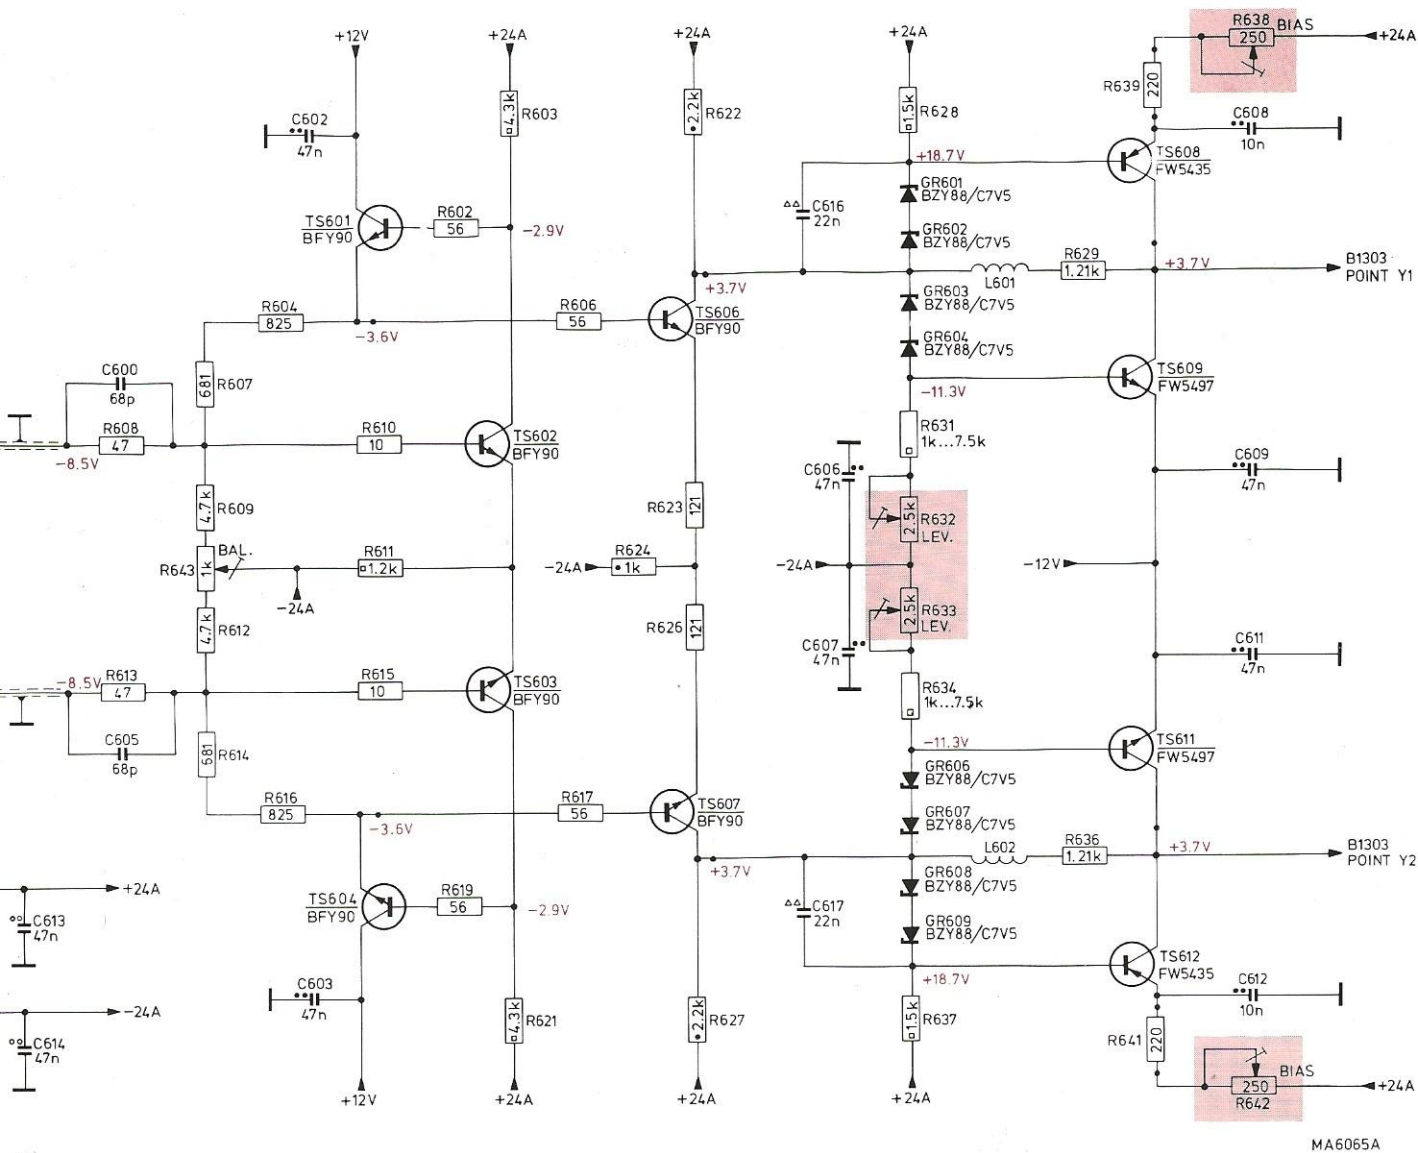 +12V
+24A
+24A
+24A
R638
BIAS
250
+24A
R639
220
R603
4.3k
R622
2.2k
R628
1.5k
C602
47n
C608
10n
+18.7V
TS608
FW5435
GR601
BZY88/C7V5
C616
22n
TS601
BFY90
R602
56
-2.9V
GR602
BZY88/C7V5
R629
1.21k
L601
+3.7V
B1303
POINT Y1
+3.7V
GR603
BZY88/C7V5
R604
825
R606
56
TS606
BFY90
-3.6V
GR604
BZY88/C7V5
C600
68p
R607
681
TS609
FW5497
-11.3V
R608
47
R610
10
TS602
BFY90
R631
1k...7.5k
-8.5V
C606
47n
C609
47n
R609
4.7k
R623
121
R632
2.5k
LEV.
BAL.
R643
1k
R611
1.2k
R624
1k
-24A
-24A
-12V
-24A
R633
2.5k
LEV.
R612
4.7k
R626
121
C607
47n
C611
47n
-8.5V
R613
47
R615
10
TS603
BFY90
R634
1k...7.5k
C605
68p
R614
681
-11.3V
TS611
FW5497
GR606
BZY88/C7V5
R616
825
R617
56
TS607
BFY90
GR607
BZY88/C7V5
-3.6V
L602
R636
1.21k
+3.7V
B1303
POINT Y2
+3.7V
GR608
BZY88/C7V5
+24A
TS604
BFY90
R619
56
-2.9V
C617
22n
GR609
BZY88/C7V5
C613
47n
TS612
FW5435
+18.7V
C603
47n
C612
10n
-24A
R621
4.3k
R627
2.2k
R637
1.5k
R641
220
C614
47n
BIAS
250
R642
+24A
+12V
+24A
+24A
+24A
MA6065A